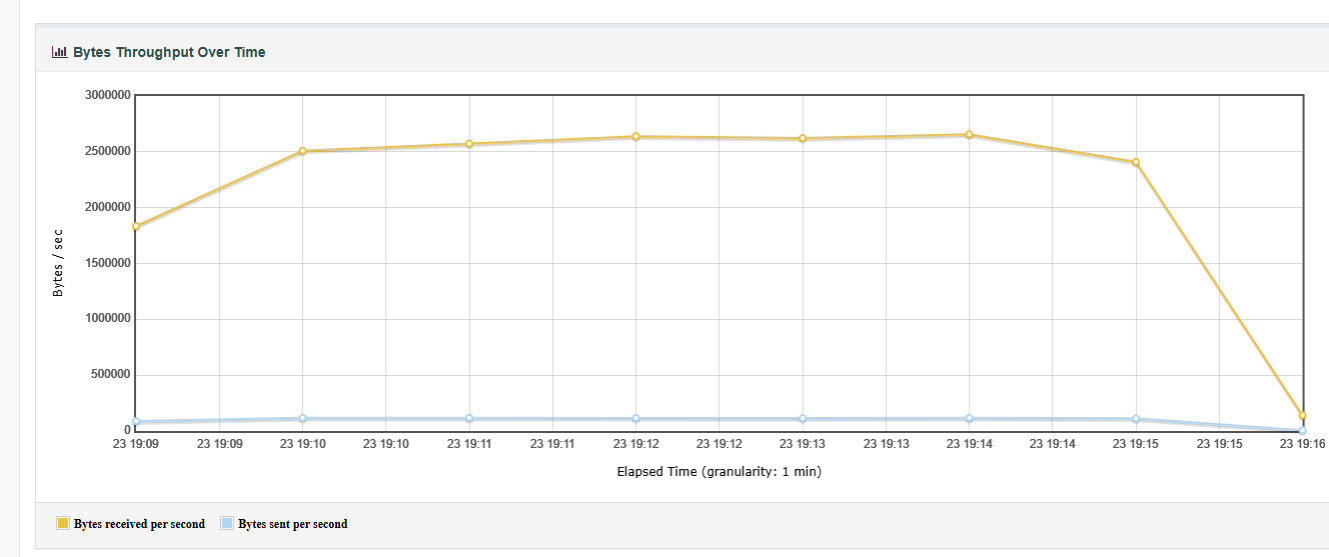 Bytes Throughput Over Time
3000000
2500000
2000000
1500000
1000000
500000
0
Bytes / sec
23 19:09 23 19:09 23 19:10 23 19:10 23 19:11 23 19:11 23 19:12 23 19:12 23 19:13 23 19:13 23 19:14 23 19:14 23 19:15 23 19:15 23 19:16
Elapsed Time (granularity: 1 min)
Bytes received per second Bytes sent per second